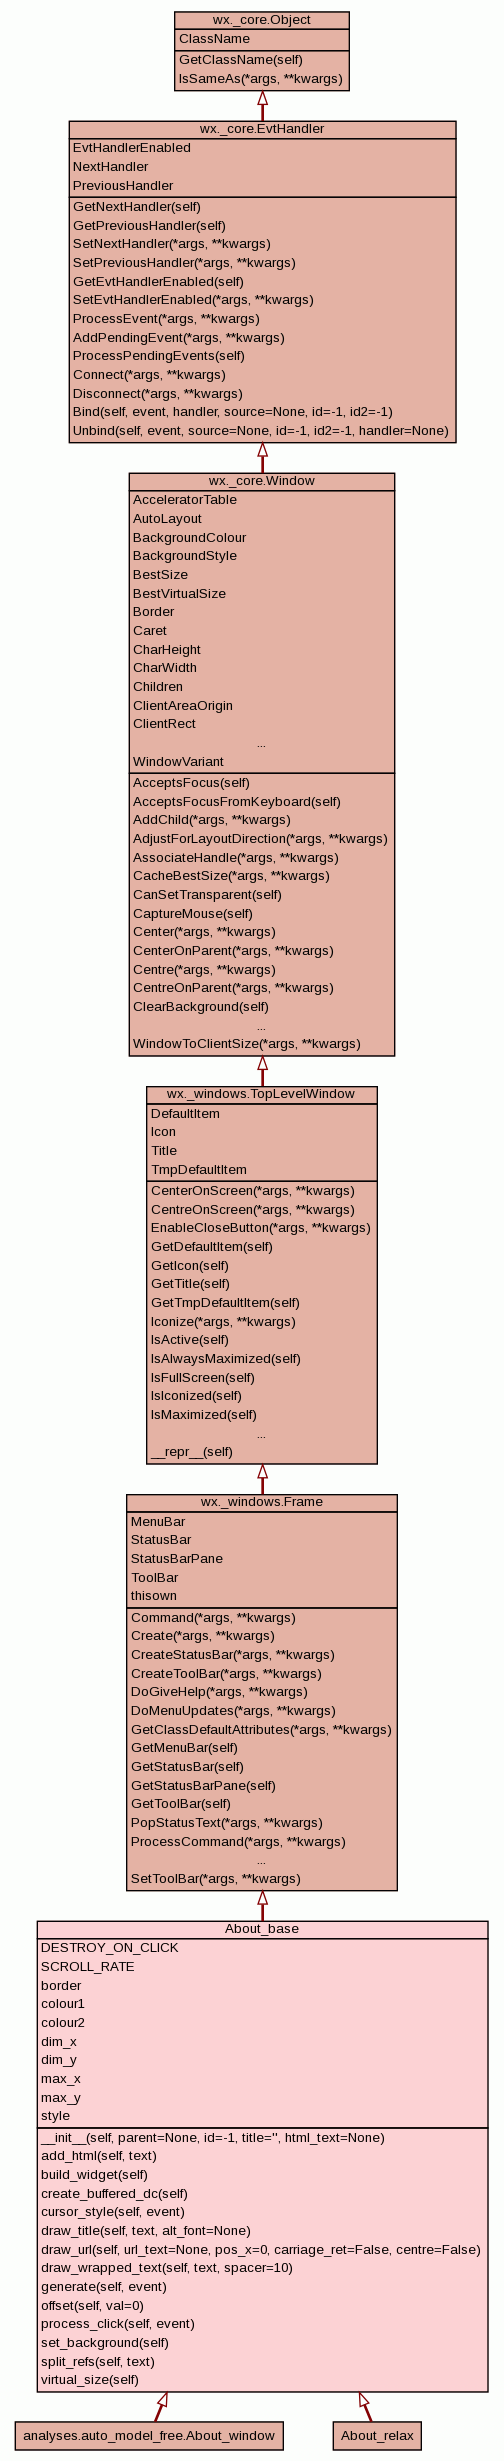 wx._core.Object
ClassName
GetClassName(self)
IsSameAs(*args, **kwargs)
wx._core.EvtHandler
EvtHandlerEnabled
NextHandler
PreviousHandler
GetNextHandler(self)
GetPreviousHandler(self)
SetNextHandler(*args, **kwargs)
SetPreviousHandler(*args, **kwargs)
GetEvtHandlerEnabled(self)
SetEvtHandlerEnabled(*args, **kwargs)
ProcessEvent(*args, **kwargs)
AddPendingEvent(*args, **kwargs)
ProcessPendingEvents(self)
Connect(*args, **kwargs)
Disconnect(*args, **kwargs)
Bind(self, event, handler, source=None, id=-1, id2=-1)
Unbind(self, event, source=None, id=-1, id2=-1, handler=None)
wx._core.Window
AcceleratorTable
AutoLayout
BackgroundColour
BackgroundStyle
BestSize
BestVirtualSize
Border
Caret
CharHeight
CharWidth
Children
ClientAreaOrigin
ClientRect
...
WindowVariant
AcceptsFocus(self)
AcceptsFocusFromKeyboard(self)
AddChild(*args, **kwargs)
AdjustForLayoutDirection(*args, **kwargs)
AssociateHandle(*args, **kwargs)
CacheBestSize(*args, **kwargs)
CanSetTransparent(self)
CaptureMouse(self)
Center(*args, **kwargs)
CenterOnParent(*args, **kwargs)
Centre(*args, **kwargs)
CentreOnParent(*args, **kwargs)
ClearBackground(self)
...
WindowToClientSize(*args, **kwargs)
wx._windows.TopLevelWindow
DefaultItem
Icon
Title
TmpDefaultItem
CenterOnScreen(*args, **kwargs)
CentreOnScreen(*args, **kwargs)
EnableCloseButton(*args, **kwargs)
GetDefaultItem(self)
GetIcon(self)
GetTitle(self)
GetTmpDefaultItem(self)
Iconize(*args, **kwargs)
IsActive(self)
IsAlwaysMaximized(self)
IsFullScreen(self)
IsIconized(self)
IsMaximized(self)
...
__repr__(self)
wx._windows.Frame
MenuBar
StatusBar
StatusBarPane
ToolBar
thisown
Command(*args, **kwargs)
Create(*args, **kwargs)
CreateStatusBar(*args, **kwargs)
CreateToolBar(*args, **kwargs)
DoGiveHelp(*args, **kwargs)
DoMenuUpdates(*args, **kwargs)
GetClassDefaultAttributes(*args, **kwargs)
GetMenuBar(self)
GetStatusBar(self)
GetStatusBarPane(self)
GetToolBar(self)
PopStatusText(*args, **kwargs)
ProcessCommand(*args, **kwargs)
...
SetToolBar(*args, **kwargs)
About_base
DESTROY_ON_CLICK
SCROLL_RATE
border
colour1
colour2
dim_x
dim_y
max_x
max_y
style
__init__(self, parent=None, id=-1, title='', html_text=None)
add_html(self, text)
build_widget(self)
create_buffered_dc(self)
cursor_style(self, event)
draw_title(self, text, alt_font=None)
draw_url(self, url_text=None, pos_x=0, carriage_ret=False, centre=False)
draw_wrapped_text(self, text, spacer=10)
generate(self, event)
offset(self, val=0)
process_click(self, event)
set_background(self)
split_refs(self, text)
virtual_size(self)
analyses.auto_model_free.About_window
About_relax